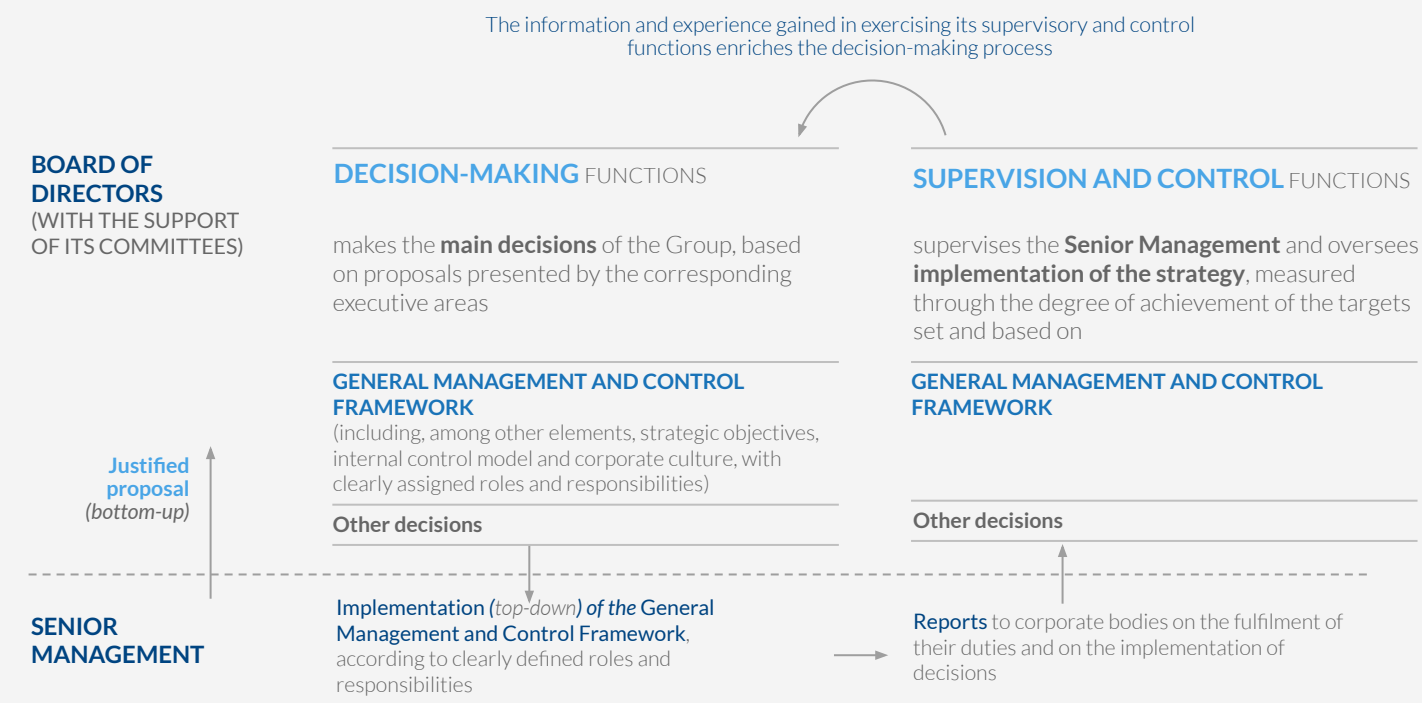 The information and experience gained in exercising its supervisory and control
functions enriches the decision-making process
BOARD OF
DIRECTORS
(WITH THE SUPPORT
OF ITS COMMITTEES)
DECISION-MAKING FUNCTIONS
makes the main decisions of the Group, based
on proposals presented by the corresponding
executive areas
GENERAL MANAGEMENT AND CONTROL
FRAMEWORK
(including, among other elements, strategic objectives,
internal control model and corporate culture, with
clearly assigned roles and responsibilities)
Other decisions
SUPERVISION AND CONTROL FUNCTIONS
supervises the Senior Management and oversees
implementation of the strategy, measured
through the degree of achievement of the targets
set and based on
GENERAL MANAGEMENT AND CONTROL
FRAMEWORK
Other decisions
Justified
proposal
(bottom-up)
SENIOR
MANAGEMENT
Implementation (top-down) of the General
Management and Control Framework,
according to clearly defined roles and
responsibilities
Reports to corporate bodies on the fulfilment of
their duties and on the implementation of
decisions